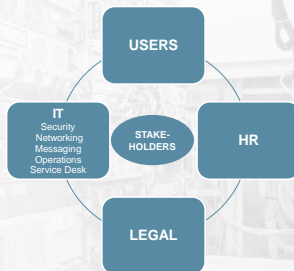 USERS
IT
Security
Networking
Messaging
Operations
Service Desk
STAKE-
HOLDERS
HR
LEGAL